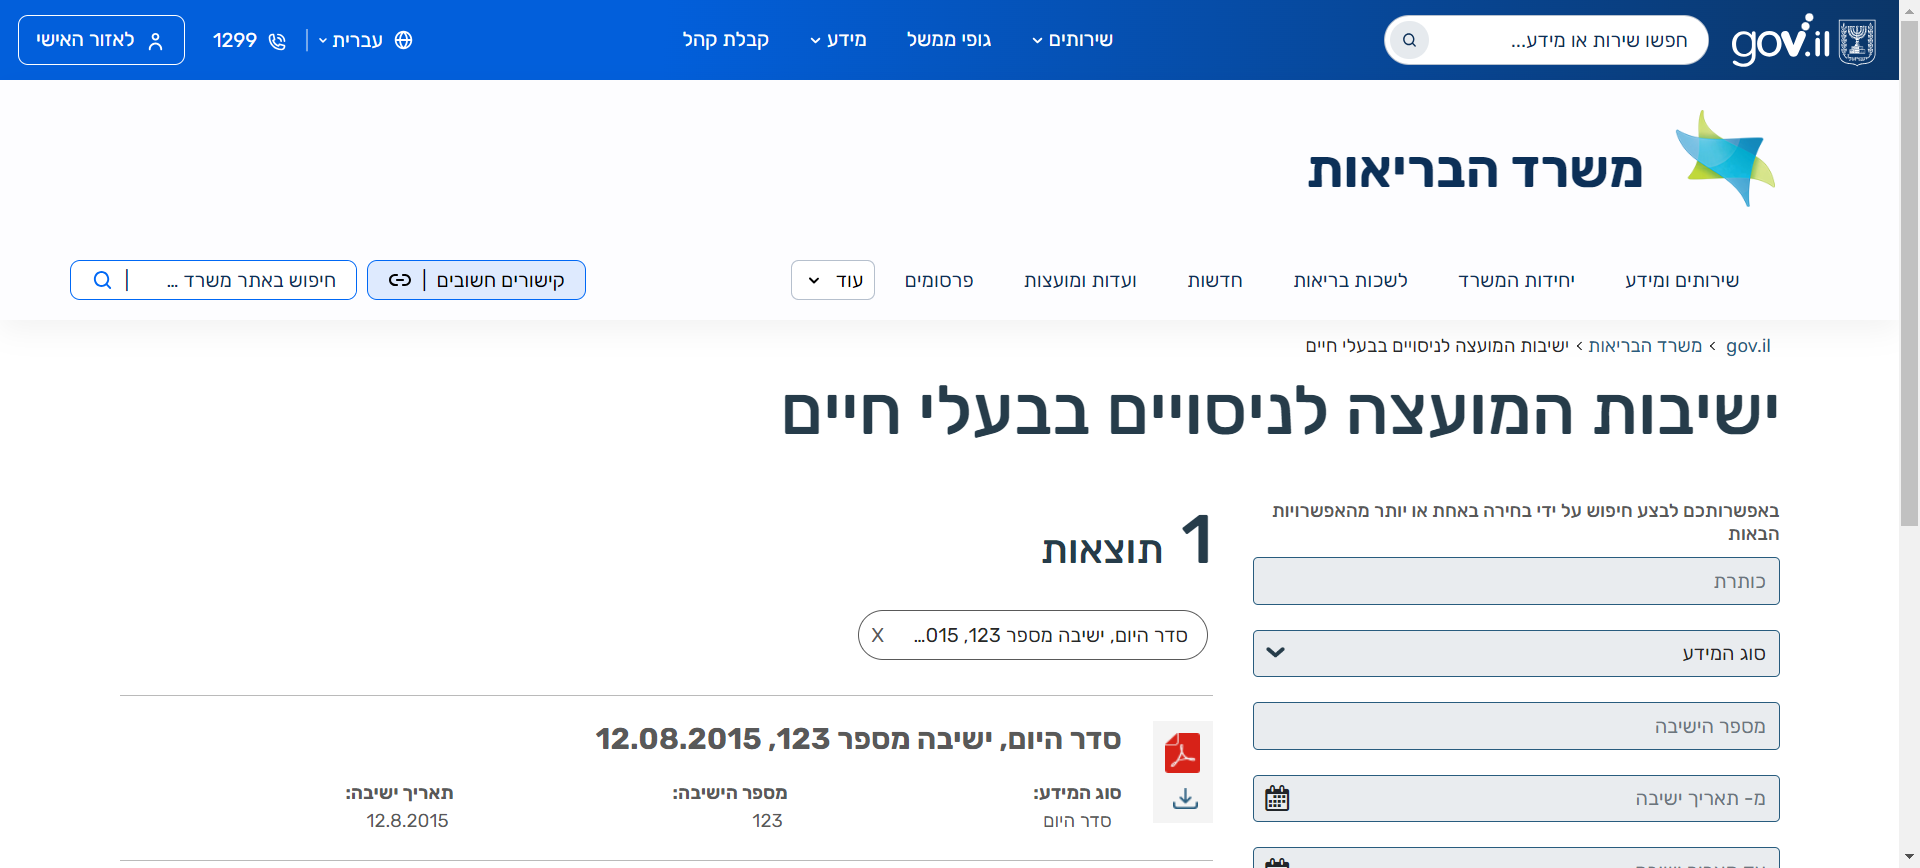 gov.il
חפשו שירות או מידע...
שירותים
גופי ממשל
מידע
קבלת קהל
עברית
1299
לאזור האישי
משרד הבריאות
שירותים ומידע
יחידות המשרד
לשכות בריאות
חדשות
ועדות ומועצות
פרסומים
עוד
קישורים חשובים
חיפוש באתר משרד ...
gov.il > משרד הבריאות > ישיבות המועצה לניסויים בבעלי חיים
ישיבות המועצה לניסויים בבעלי חיים
באפשרותכם לבצע חיפוש על ידי בחירה באחת או יותר מהאפשרויות
הבאות
כותרת
סוג המידע
מספר הישיבה
מ- תאריך ישיבה
1 תוצאות
סדר היום, ישיבה מספר 123, 015... X
סדר היום, ישיבה מספר 123, 12.08.2015
סוג המידע:
סדר היום
מספר הישיבה:
123
תאריך ישיבה:
12.8.2015